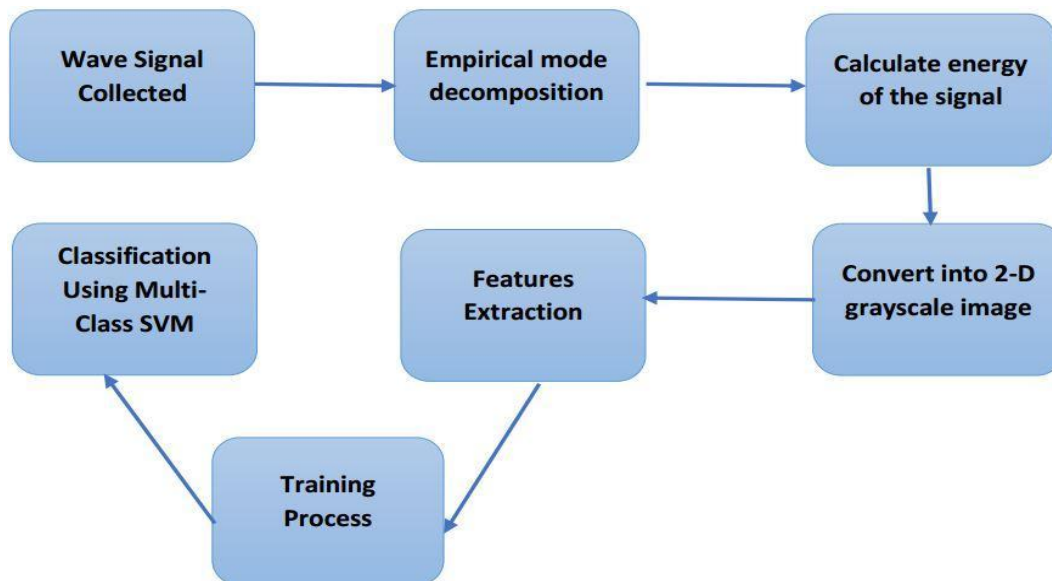 Wave Signal
Collected
Empirical mode
decomposition
Calculate energy
of the signal
Convert into 2-D
grayscale image
Features
Extraction
Training
Process
Classification
Using Multi-
Class SVM